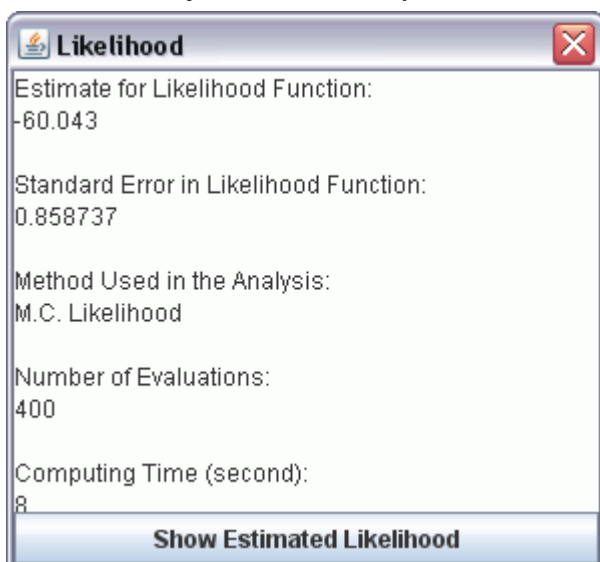 Likelihood
Estimate for Likelihood Function:
-60.043
Standard Error in Likelihood Function:
0.858737
Method Used in the Analysis:
M.C. Likelihood
Number of Evaluations:
400
Computing Time (second):
8
Show Estimated Likelihood